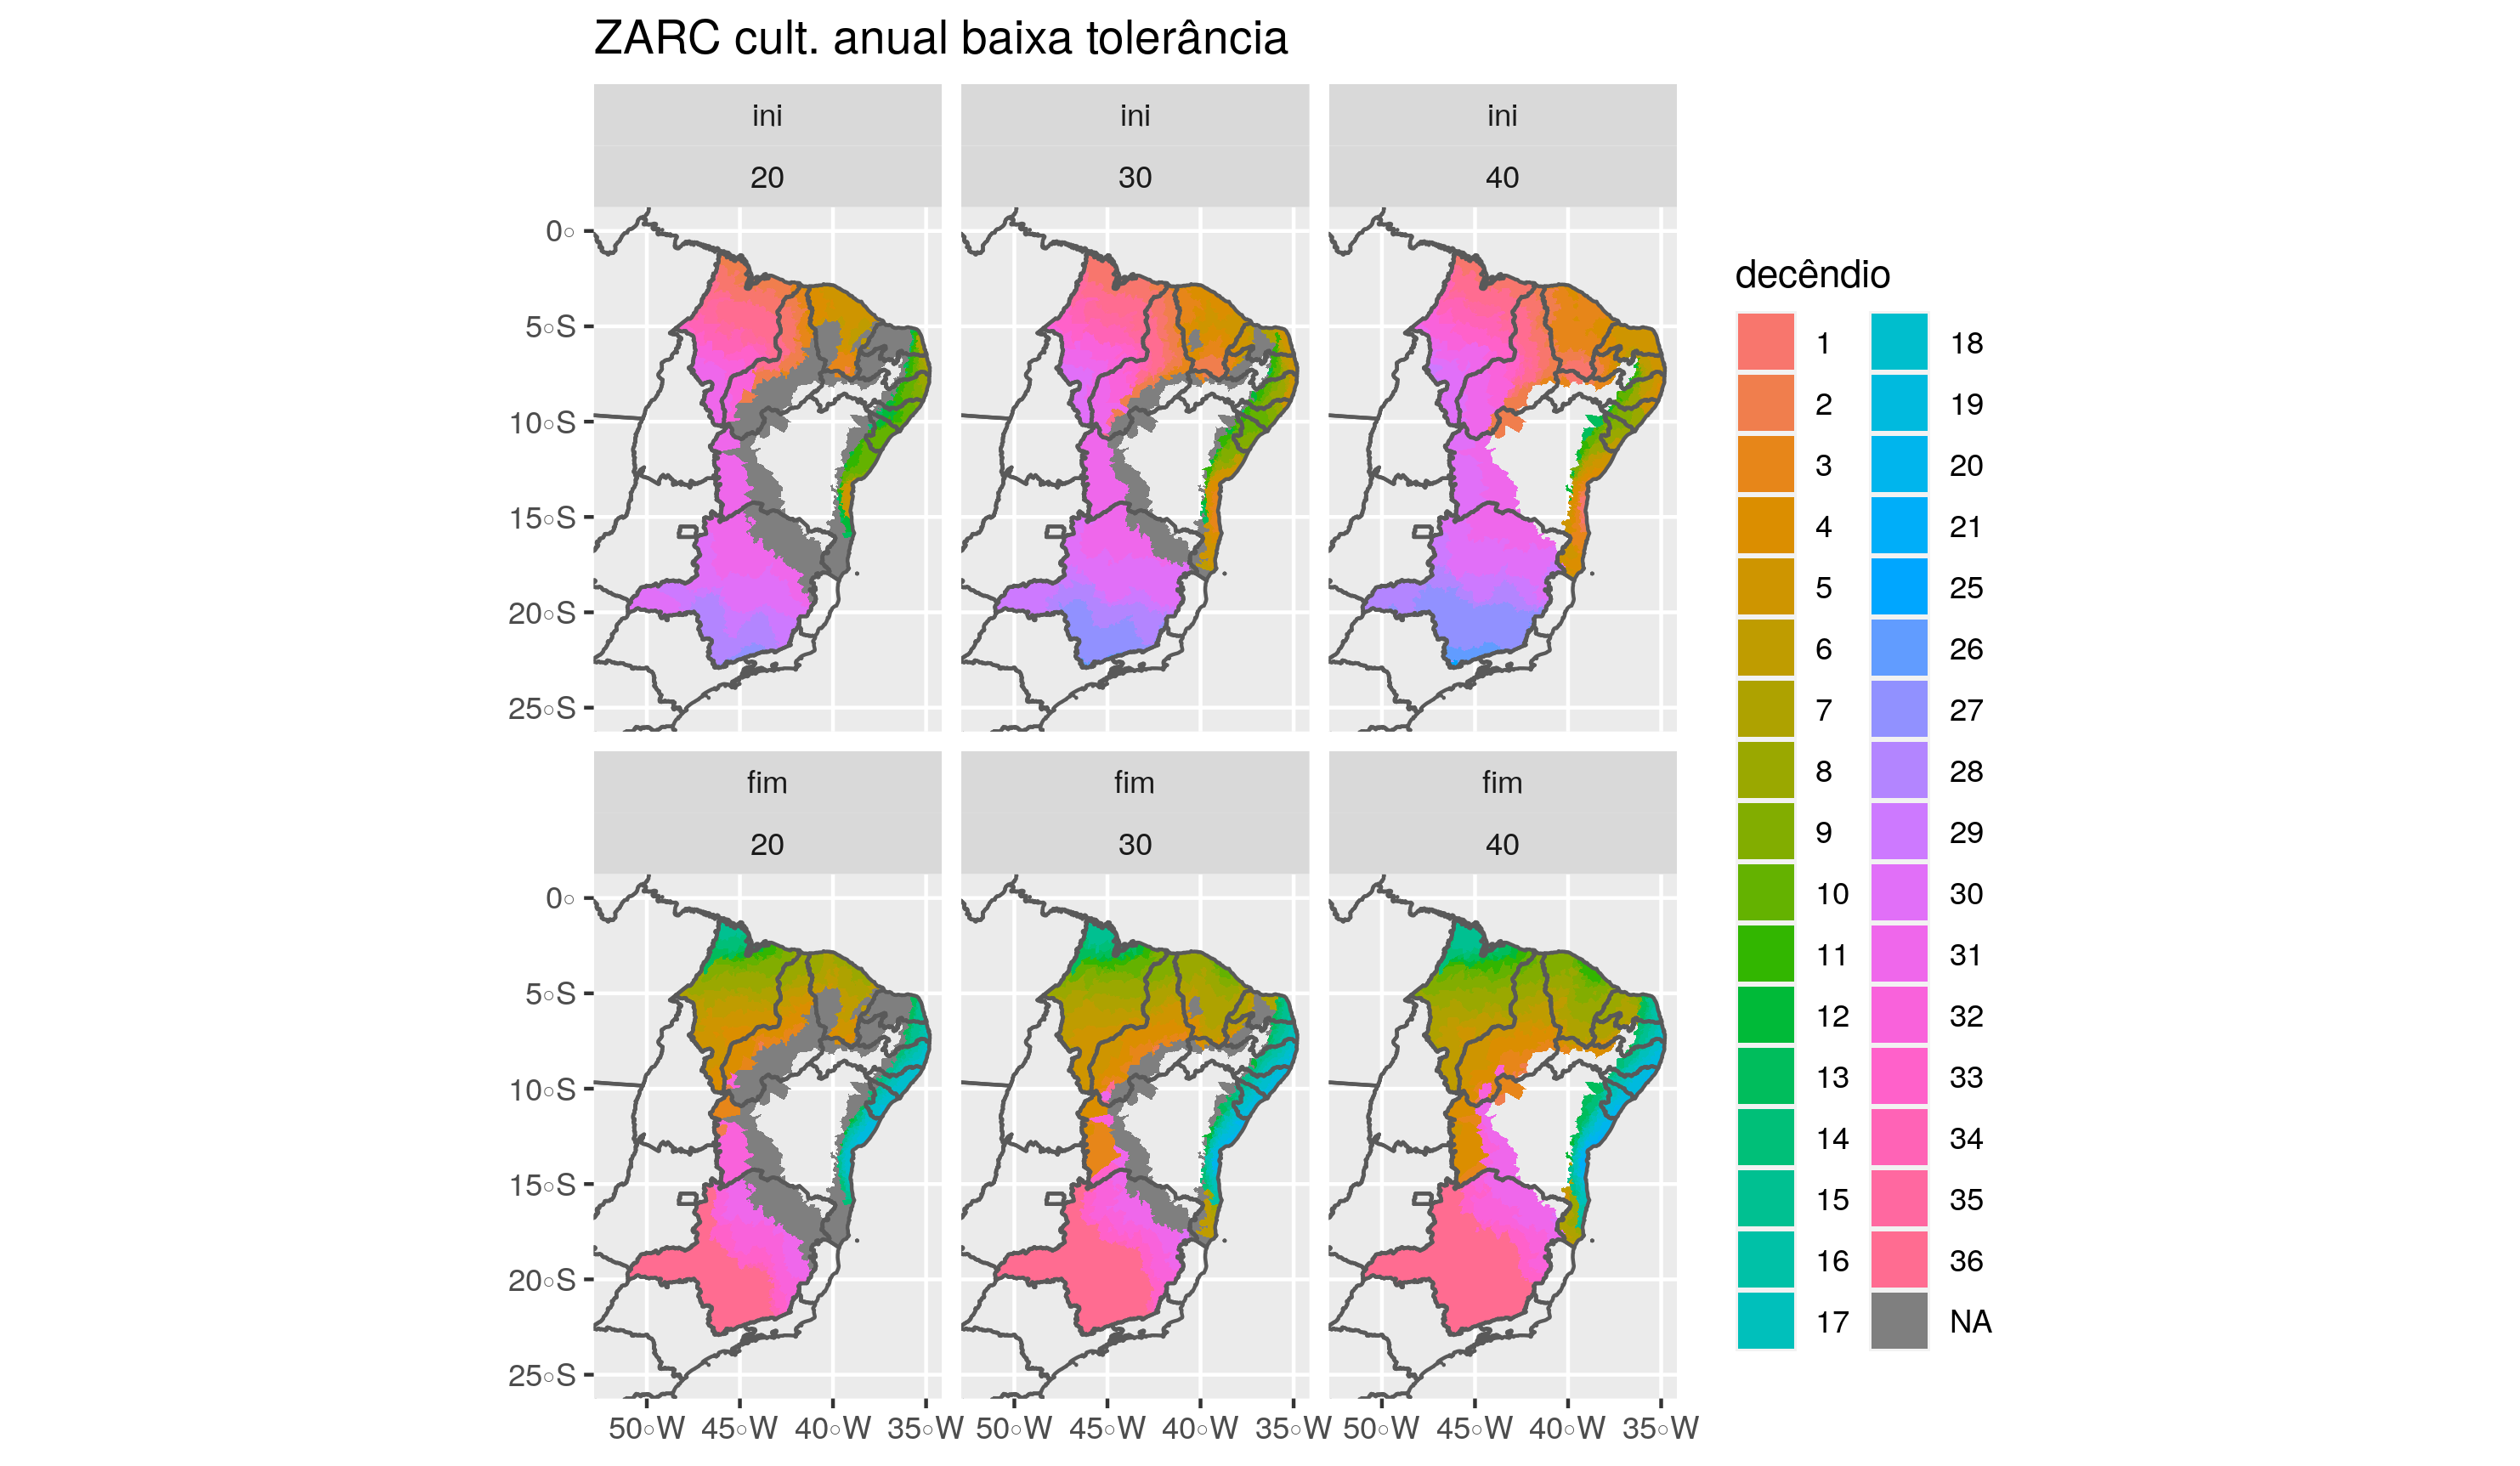 ZARC cult. anual baixa tolerância
ini ini ini
20 30 40
0°
5°S
10°S
15°S
20°S
25°S
fim fim fim
20 30 40
0°
5°S
10°S
15°S
20°S
25°S
50°W 45°W 40°W 35°W 50°W 45°W 40°W 35°W 50°W 45°W 40°W 35°W
decêndio
1 18
2 19
3 20
4 21
5 25
6 26
7 27
8 28
9 29
10 30
11 31
12 32
13 33
14 34
15 35
16 36
17 NA